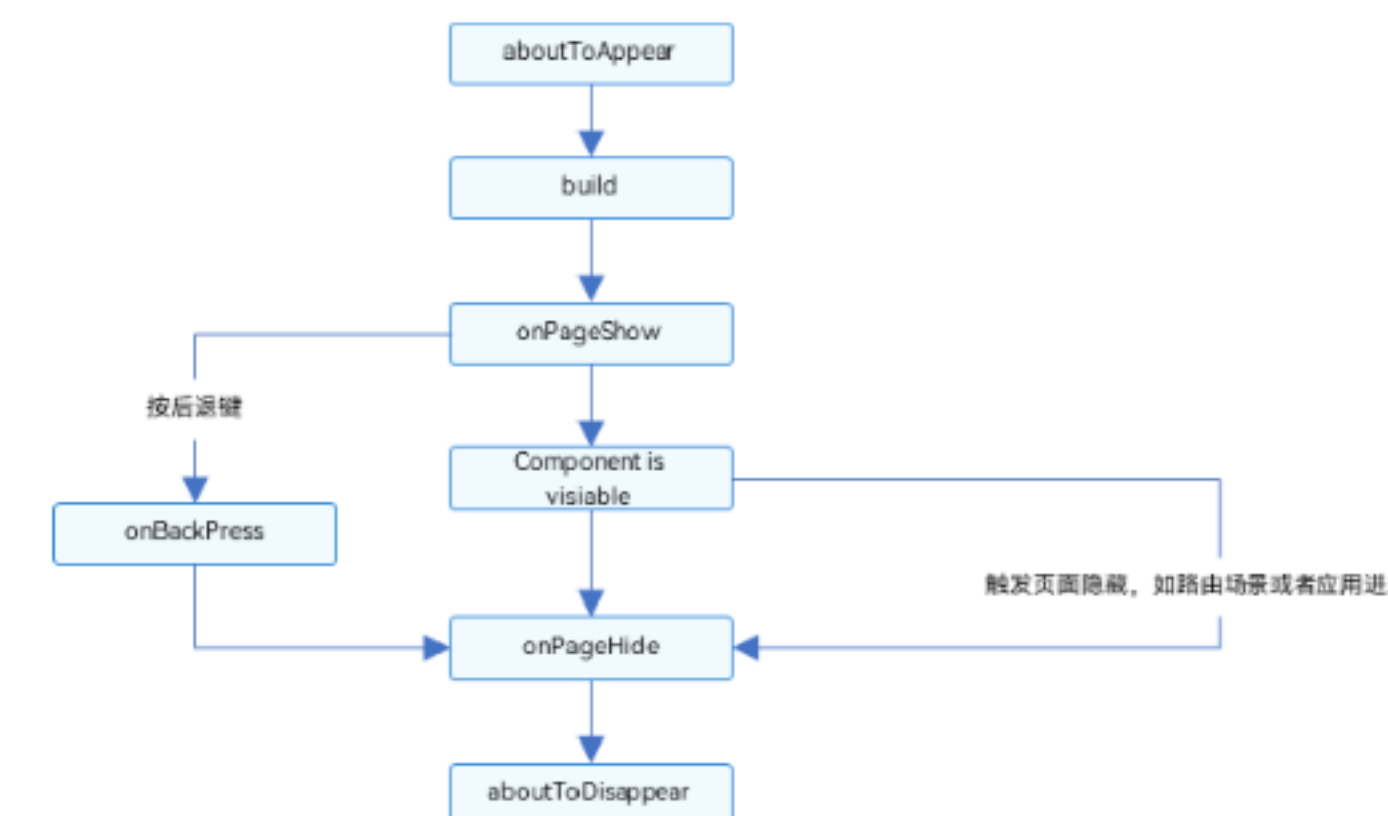 aboutToAppear
build
onPageShow
按后退键
Component is
visiable
onBackPress
触发页面隐藏，如路由场景或者应用进
onPageHide
aboutToDisappear